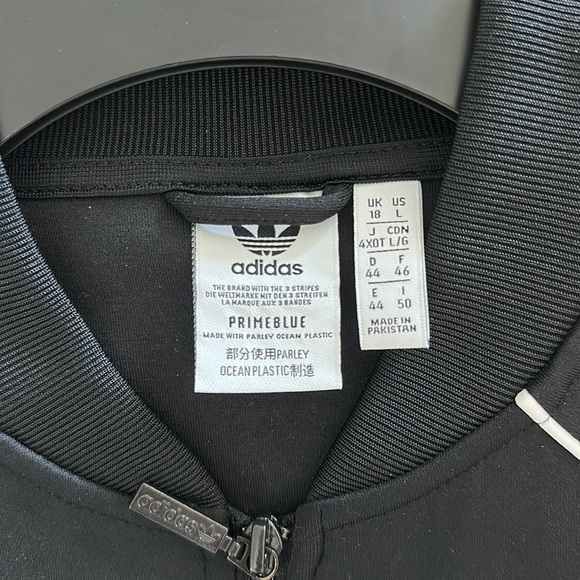 adidas
THE BRAND WITH THE 3 STRIPES
DIE WELTMARKE MIT DEN 3 STREIFEN
LA MARQUE AUX 3 BANDES
PRIMEBLUE
MADE WITH PARLEY OCEAN PLASTIC
部分使用PARLEY
OCEAN PLASTIC制造
UK US
18 L
J CDN
4XOT L/G
D F
44 46
E I
44 50
MADE IN
PAKISTAN
adidas